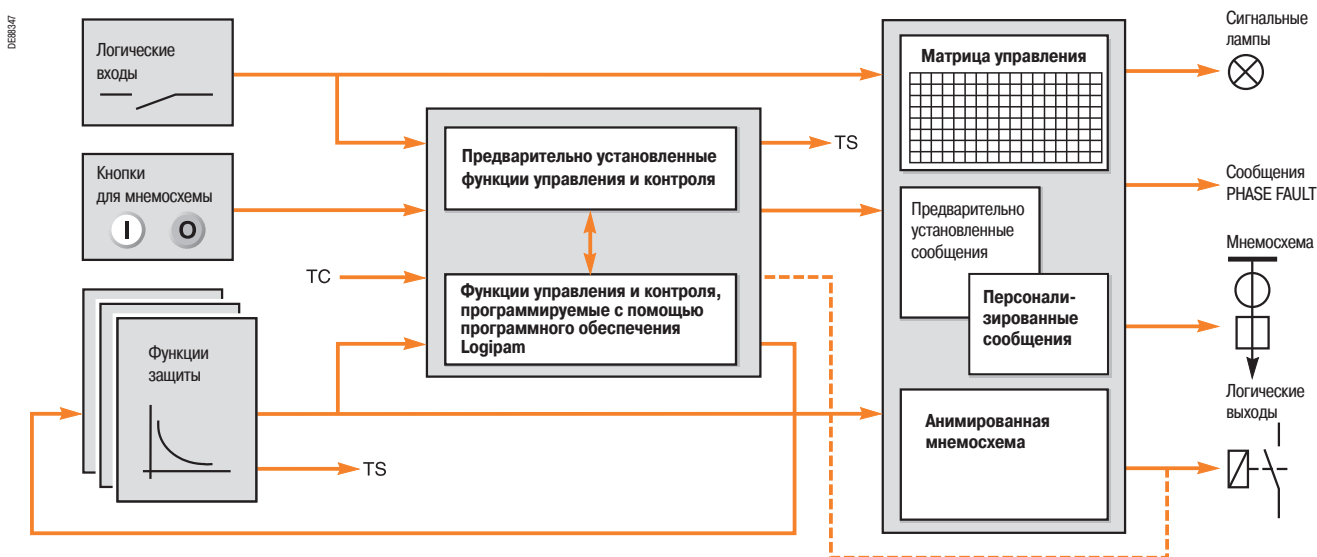 DE88347
Логические
входы
Кнопки
для мнемосхемы
I
O
Функции
защиты
TC
TS
Предварительно установленные
функции управления и контроля
Функции управления и контроля,
программируемые с помощью
программного обеспечения
Logipam
TS
Матрица управления
Предварительно
установленные
сообщения
Персонали-
зированные
сообщения
Анимированная
мнемосхема
Сигнальные
лампы
Сообщения
PHASE FAULT
Мнемосхема
Логические
выходы